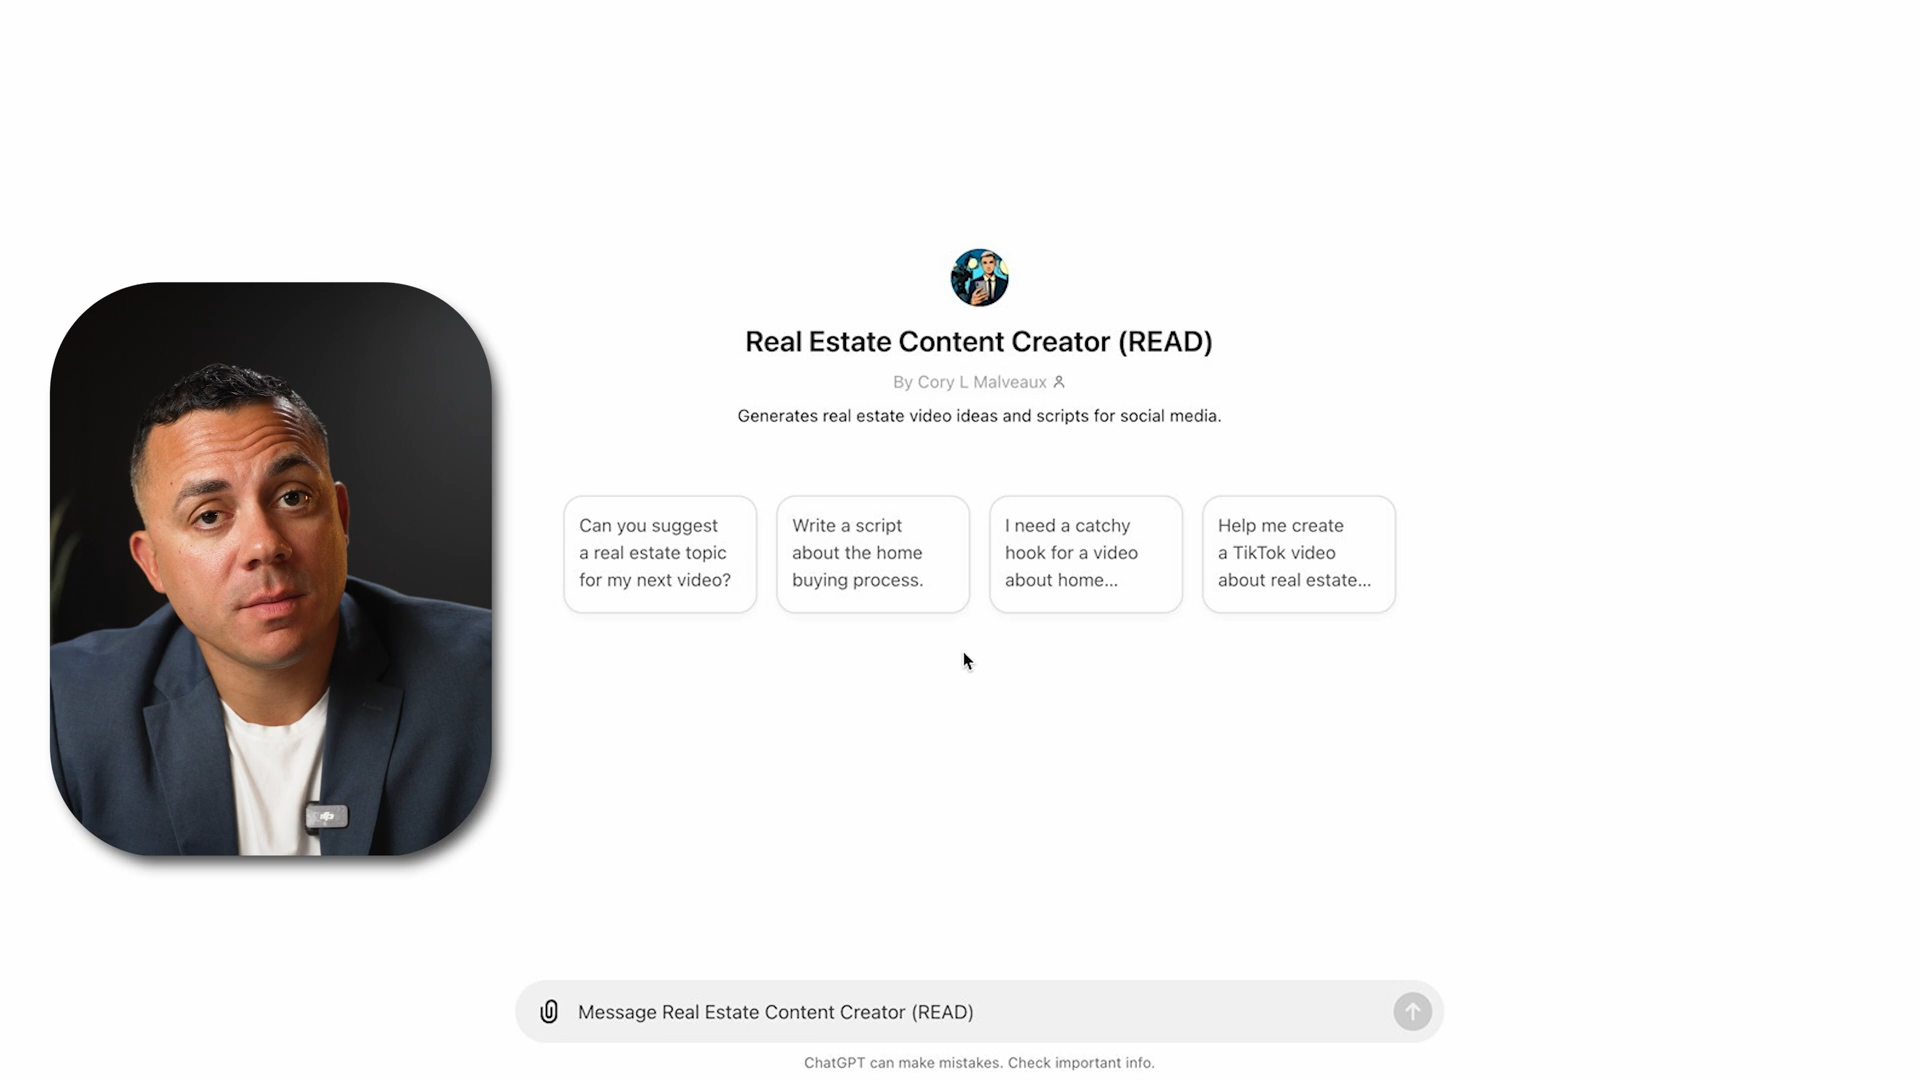 Real Estate Content Creator (READ)
By Cory L Malveaux
Generates real estate video ideas and scripts for social media.
Can you suggest
a real estate topic
for my next video?
Write a script
about the home
buying process.
I need a catchy
hook for a video
about home...
Help me create
a TikTok video
about real estate...
Message Real Estate Content Creator (READ)
ChatGPT can make mistakes. Check important info.